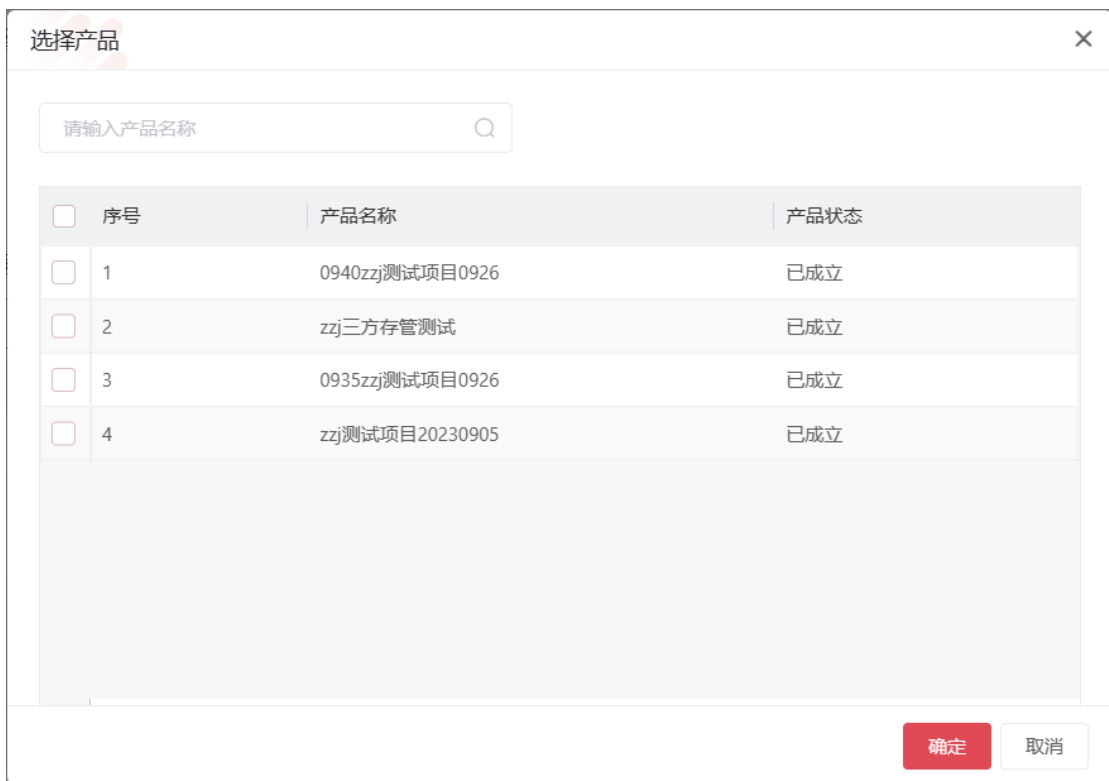 选择产品
请输入产品名称
序号 产品名称 产品状态
1 0940zzj测试项目0926 已成立
2 zzj三方存管测试 已成立
3 0935zzj测试项目0926 已成立
4 zzj测试项目20230905 已成立
确定 取消